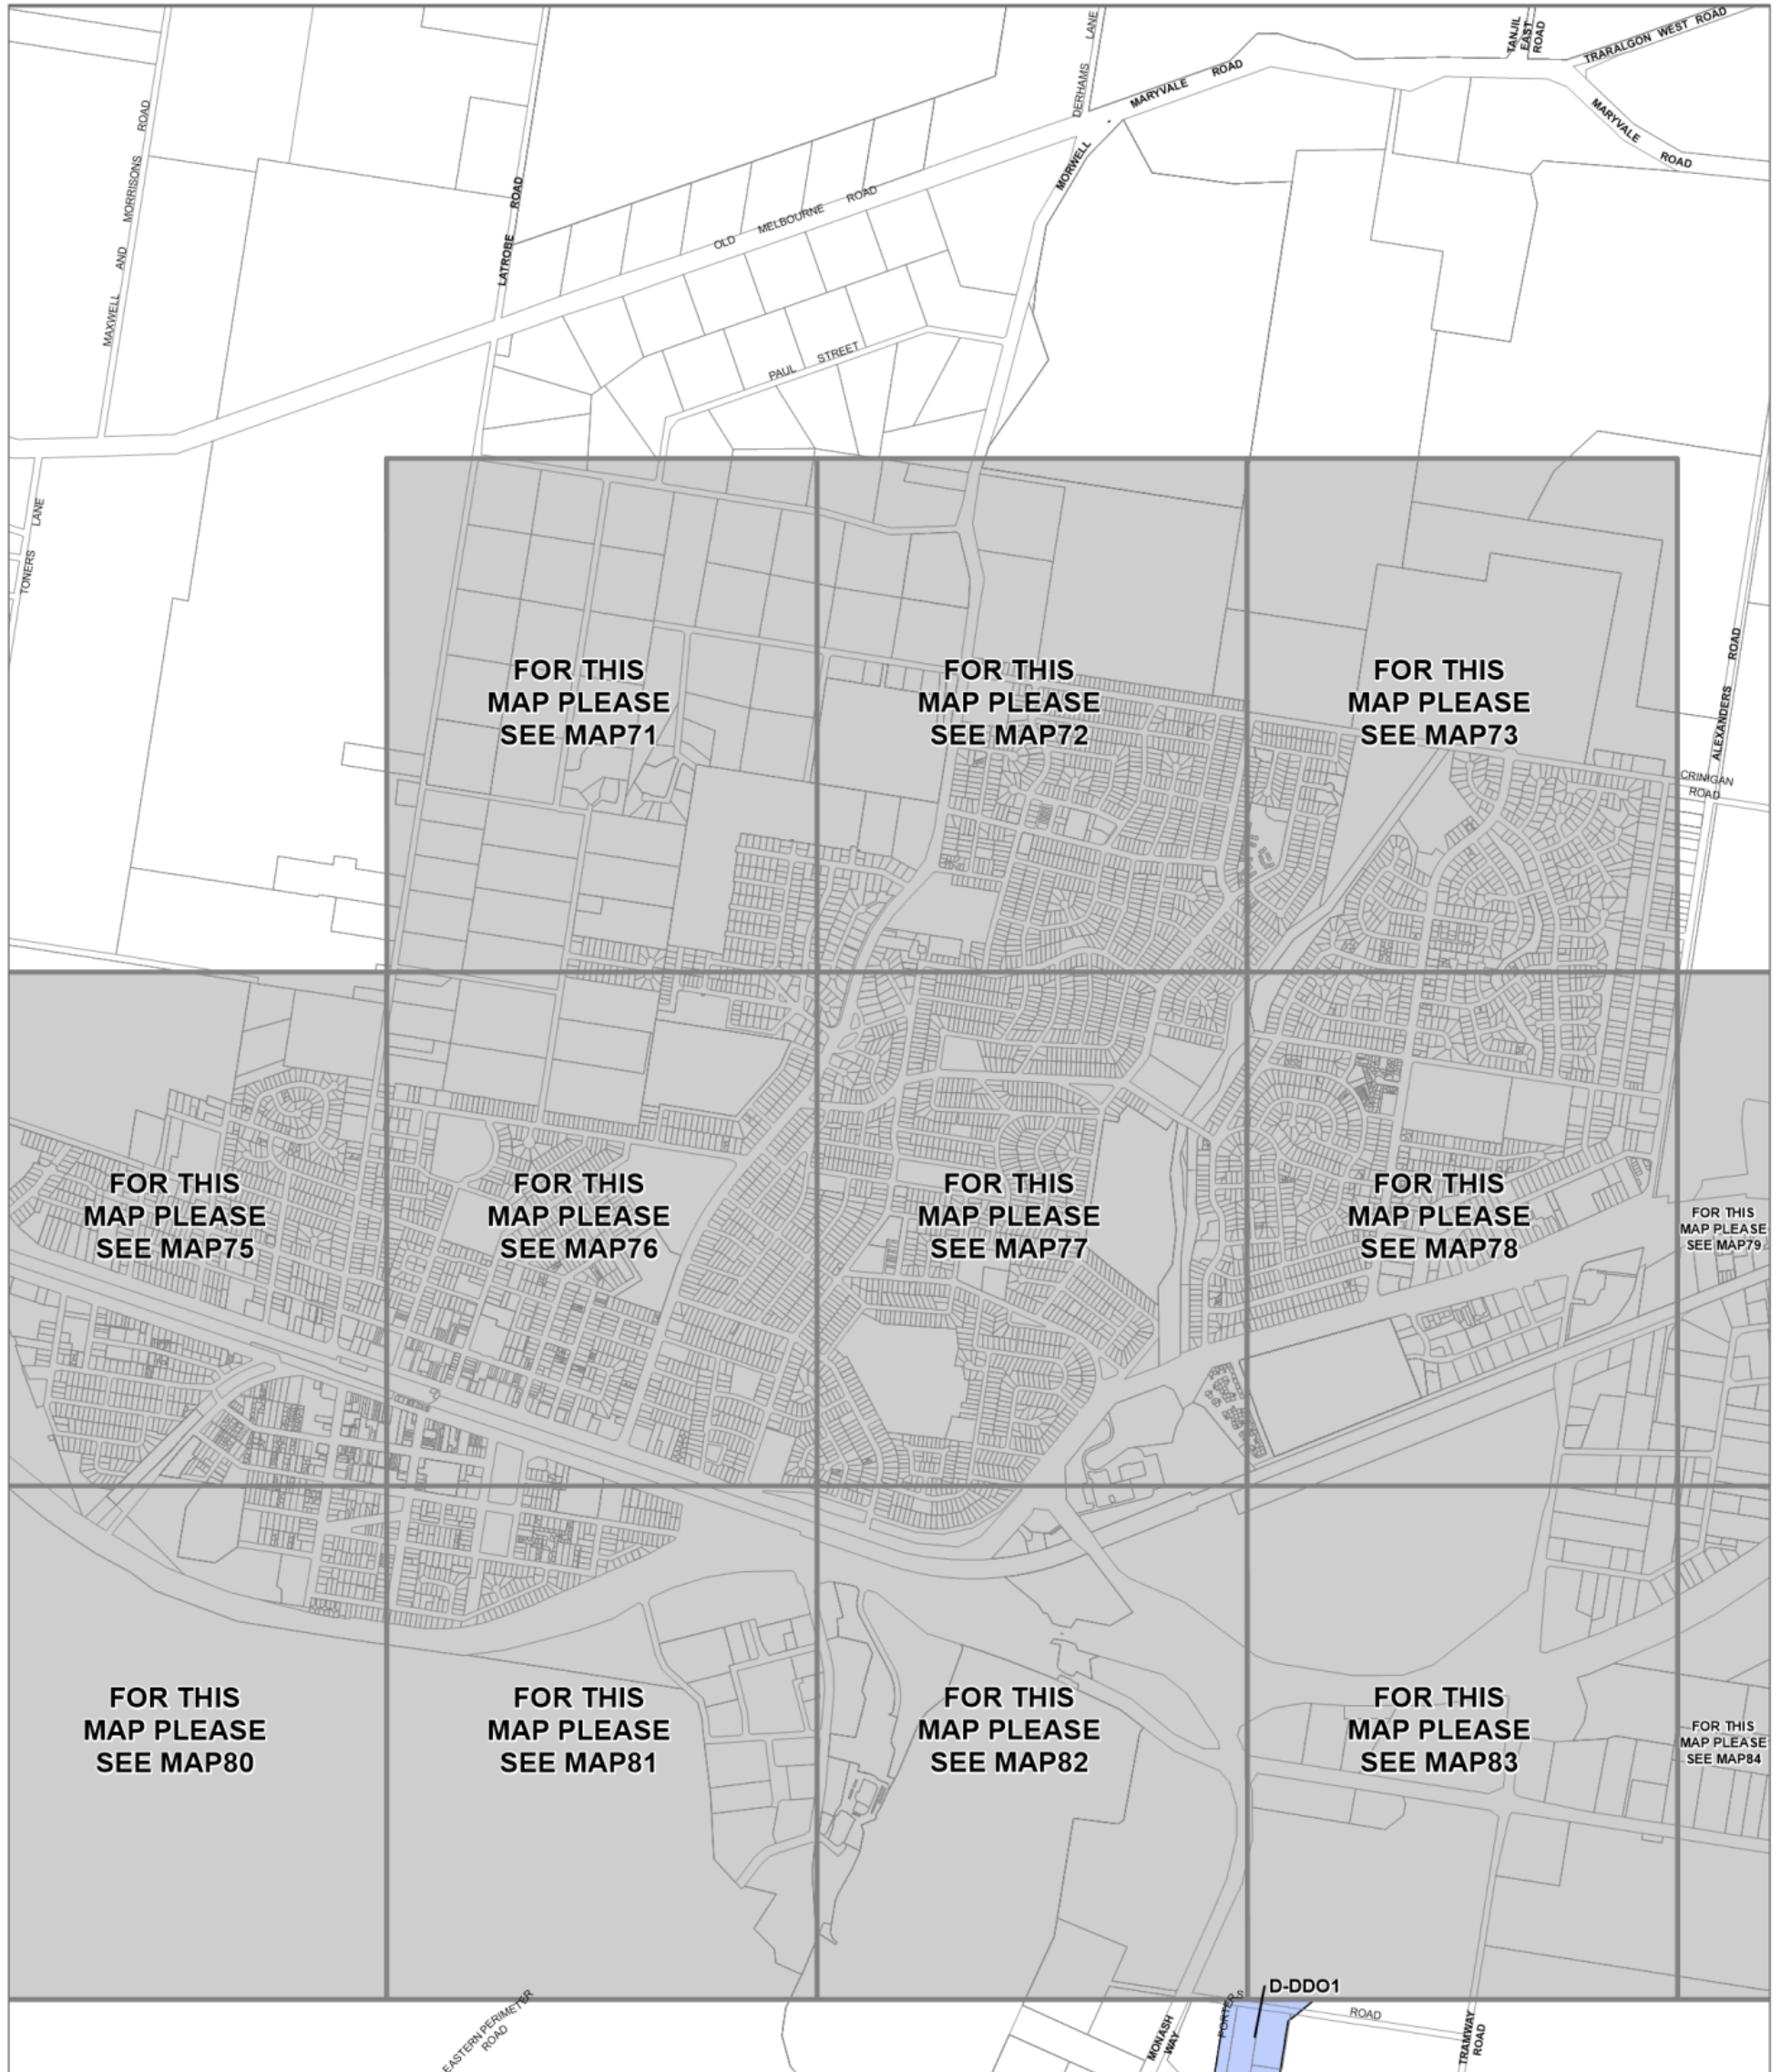 LANE
DERHAMS
TANJIL
EAST
ROAD
TRARALGON WEST ROAD
MARYVALE ROAD
MARYVALE
ROAD
MORWELL
MAXWELL AND MORRISONS ROAD
LATROBE ROAD
OLD MELBOURNE ROAD
PAUL STREET
TONERS LANE
ALEXANDERS ROAD
CRINIGAN
ROAD
FOR THIS
MAP PLEASE
SEE MAP71
FOR THIS
MAP PLEASE
SEE MAP72
FOR THIS
MAP PLEASE
SEE MAP73
FOR THIS
MAP PLEASE
SEE MAP75
FOR THIS
MAP PLEASE
SEE MAP76
FOR THIS
MAP PLEASE
SEE MAP77
FOR THIS
MAP PLEASE
SEE MAP78
FOR THIS
MAP PLEASE
SEE MAP79
FOR THIS
MAP PLEASE
SEE MAP80
FOR THIS
MAP PLEASE
SEE MAP81
FOR THIS
MAP PLEASE
SEE MAP82
FOR THIS
MAP PLEASE
SEE MAP83
FOR THIS
MAP PLEASE
SEE MAP84
D-DDO1
EASTERN PERIMETER
ROAD
MONASH
WAY
PORTERS
ROAD
TRAMWAY
ROAD